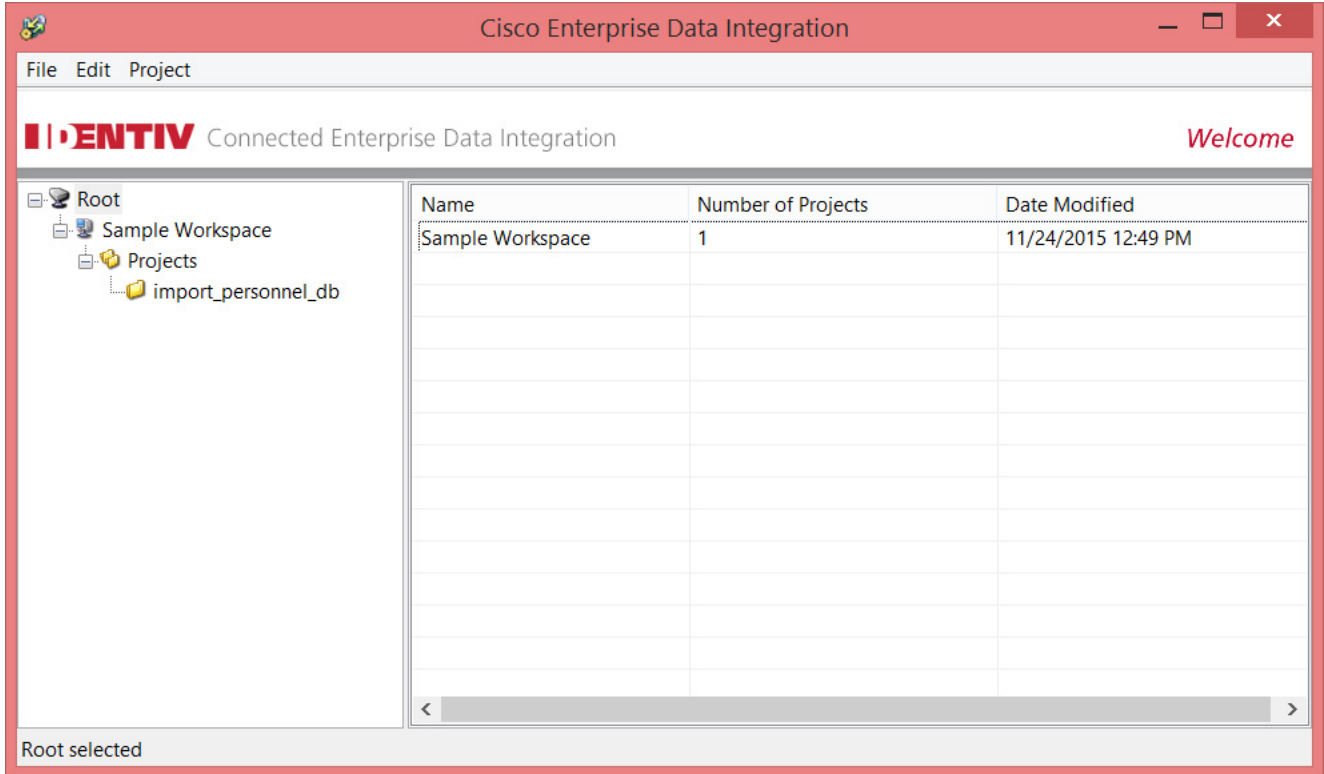 Cisco Enterprise Data Integration
File Edit Project
IDENTIV Connected Enterprise Data Integration Welcome
Root
Sample Workspace
Projects
import_personnel_db
Name Number of Projects Date Modified
Sample Workspace 1 11/24/2015 12:49 PM
Root selected